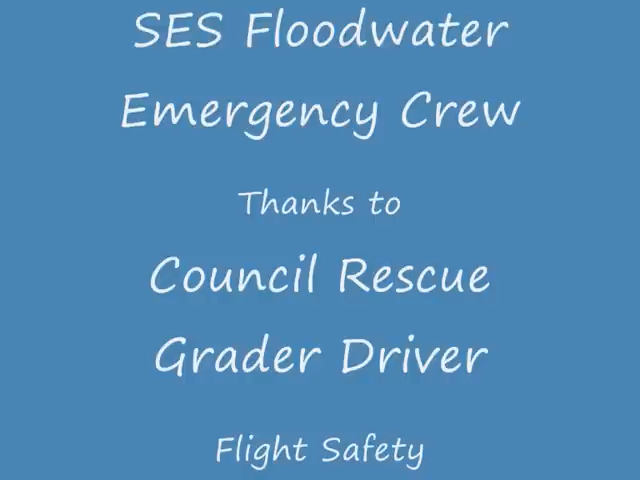 SES Floodwater
Emergency Crew
Thanks to
Council Rescue
Grader Driver
Flight Safety